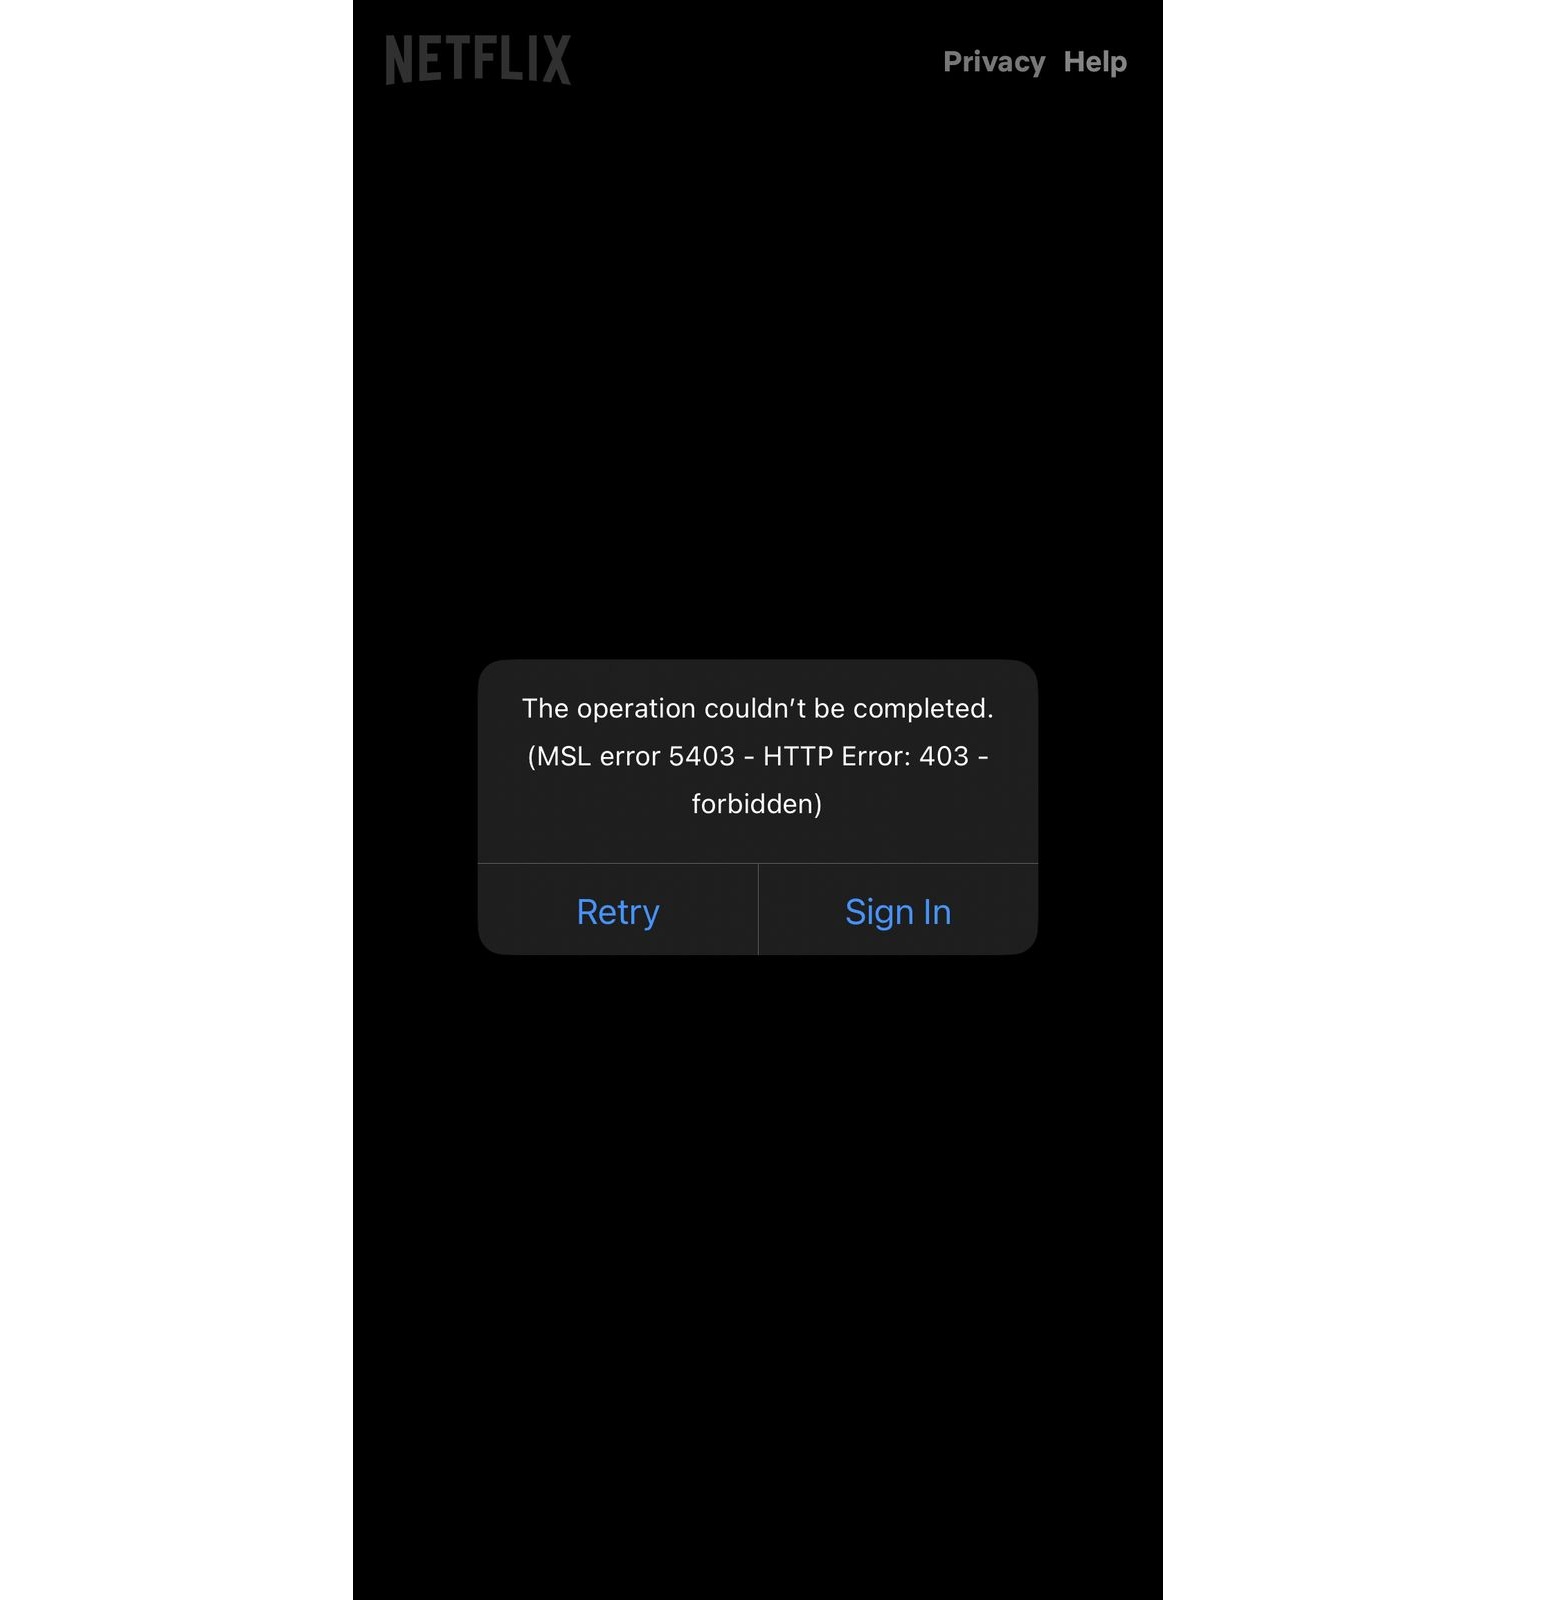 NETFLIX
Privacy Help
The operation couldn’t be completed.
(MSL error 5403 - HTTP Error: 403 -
forbidden)
Retry
Sign In